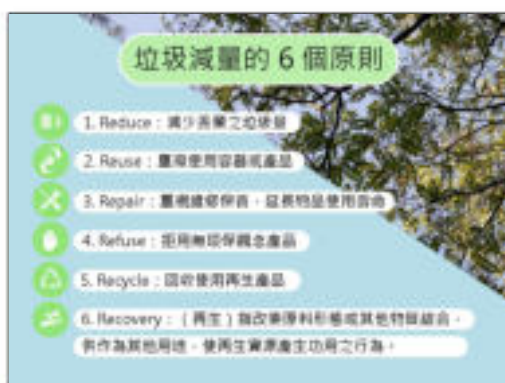 垃圾減量的 6 個原則
1. Reduce：減少丟棄之垃圾量
2. Reuse：重複使用容器或產品
3. Repair：重視維修保養，延長物品使用壽命
4. Refuse：拒用無環保觀念產品
5. Recycle：回收使用再生產品
6. Recovery：（再生）指改變原料形態或其他物質結合，
供作為其他用途，使再生資源產生功用之行為。